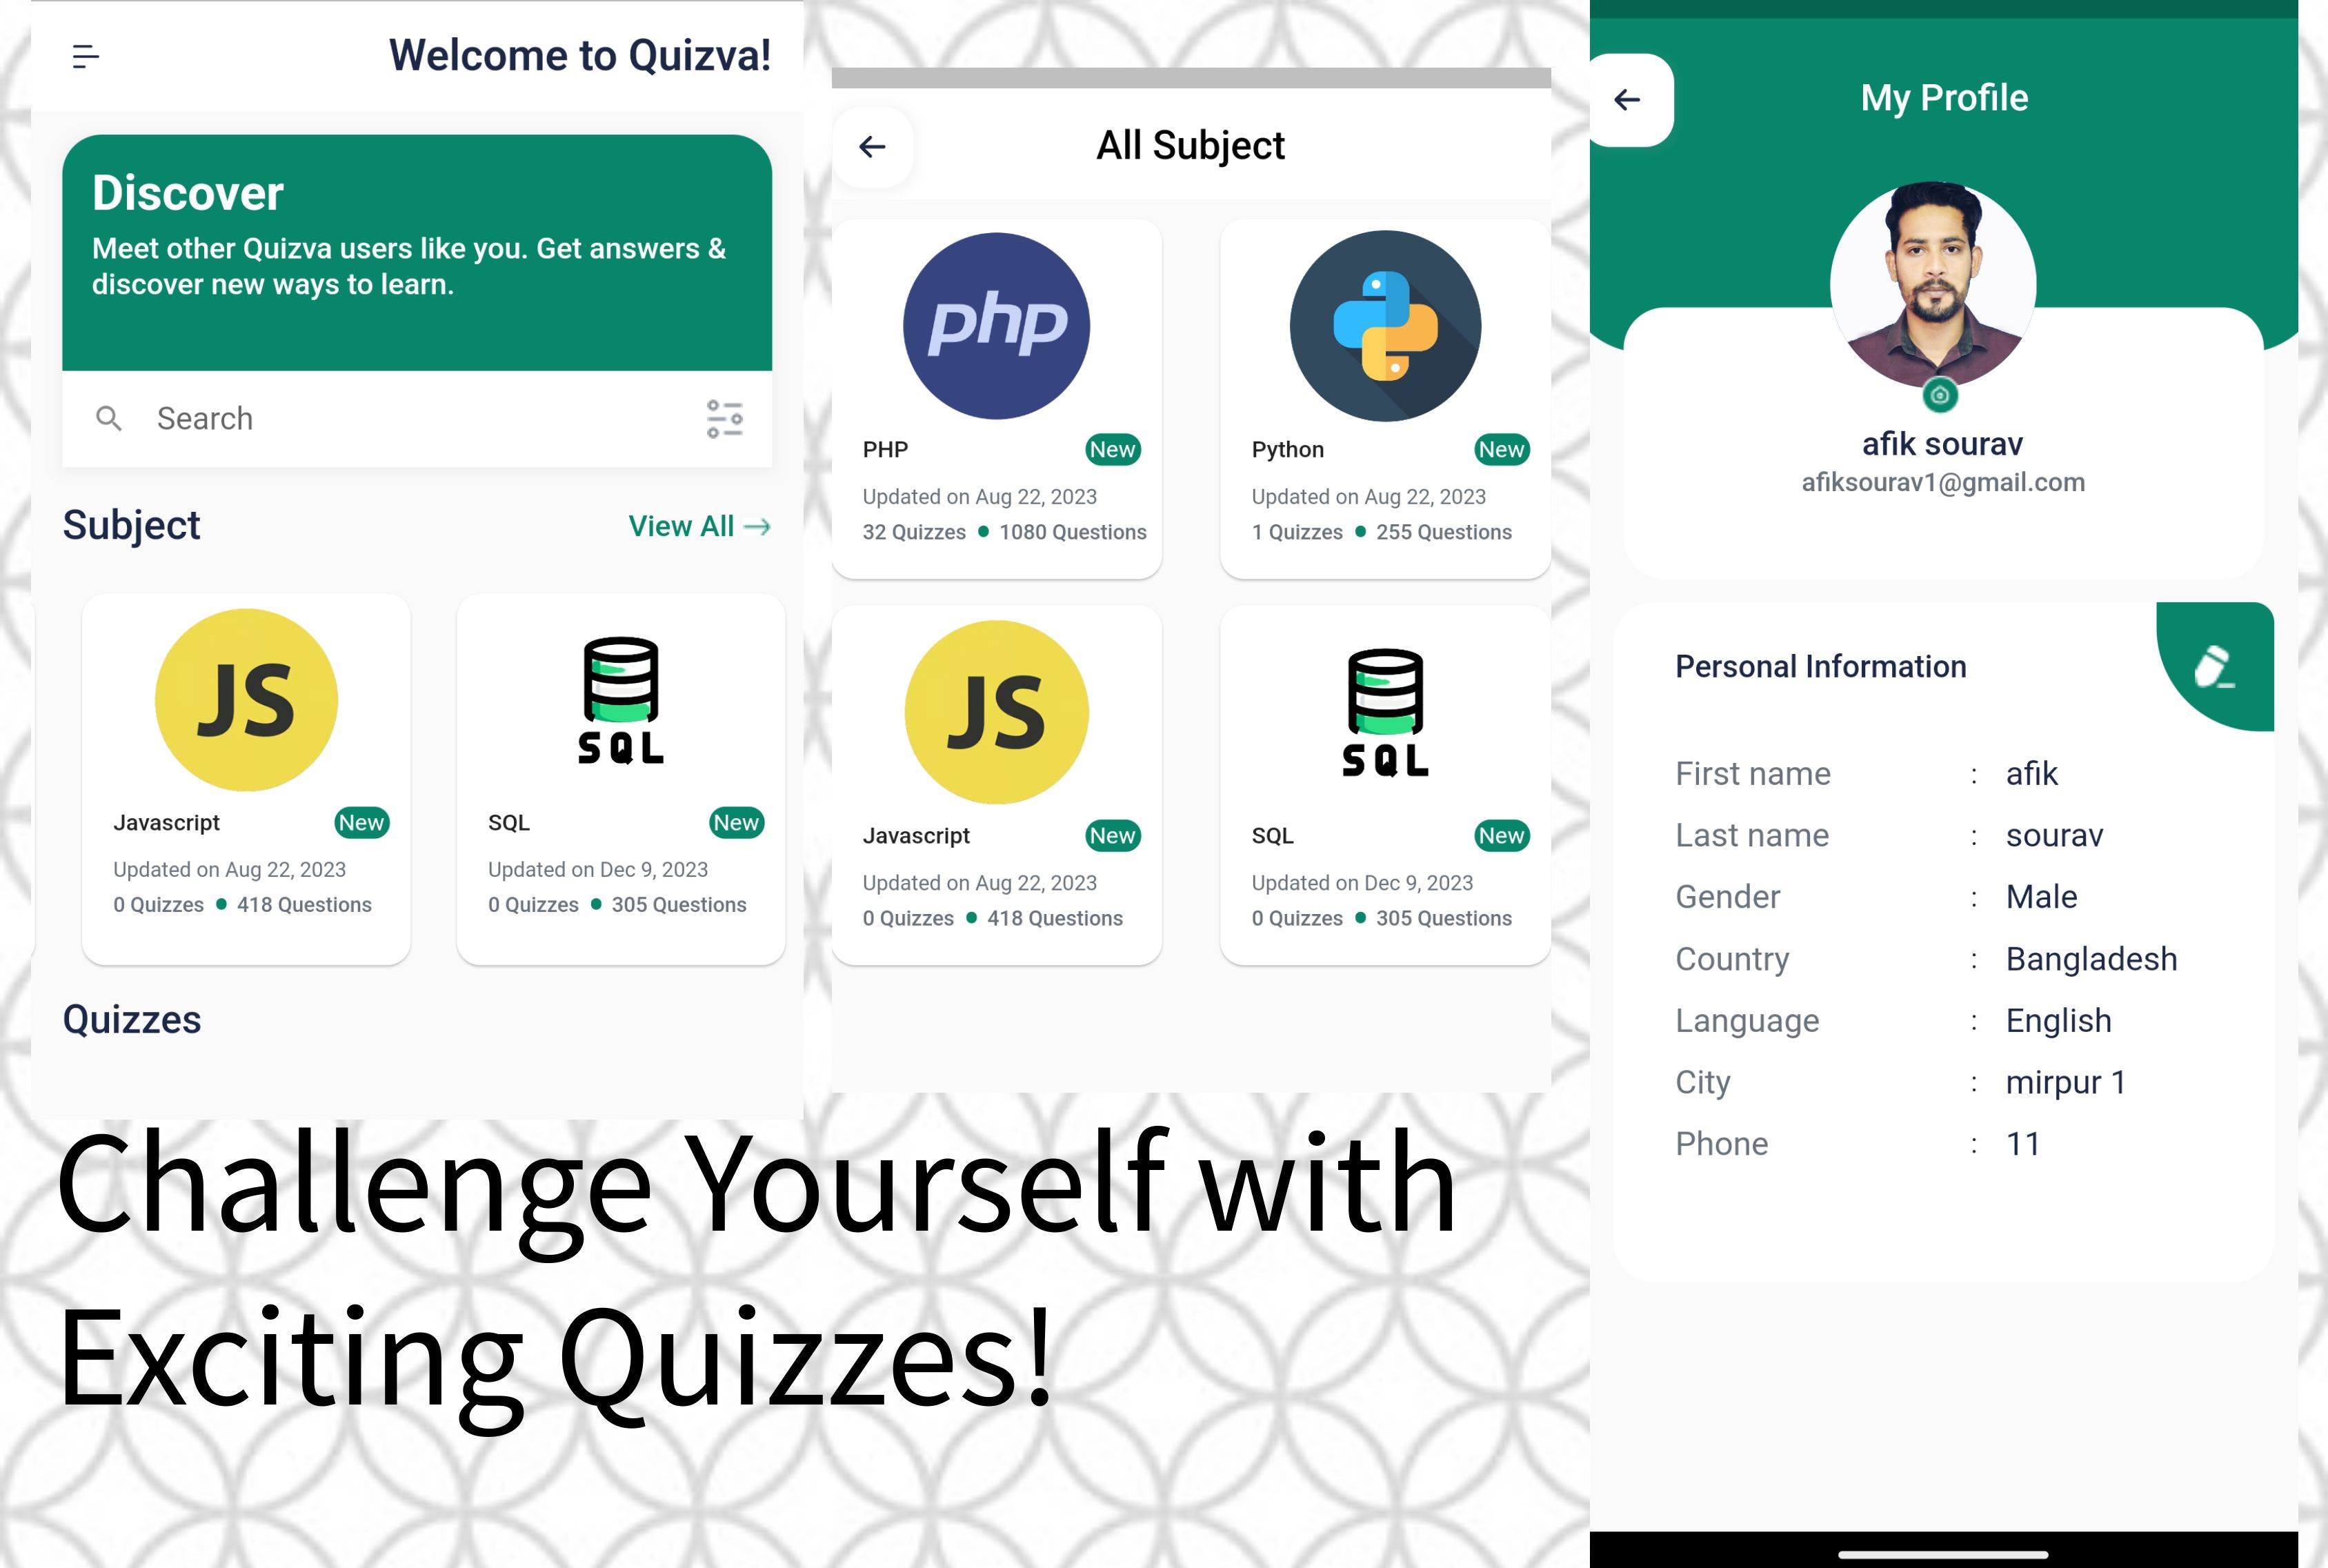 Welcome to Quizva!
Discover
Meet other Quizva users like you. Get answers &
discover new ways to learn.
Search
Subject
View All
JS
SQL
Javascript New
SQL New
Updated on Aug 22, 2023
Updated on Dec 9, 2023
0 Quizzes 418 Questions
0 Quizzes 305 Questions
Quizzes
All Subject
php
PHP New
Python New
Updated on Aug 22, 2023
Updated on Aug 22, 2023
32 Quizzes 1080 Questions
1 Quizzes 255 Questions
JS
SQL
Javascript New
SQL New
Updated on Aug 22, 2023
Updated on Dec 9, 2023
0 Quizzes 418 Questions
0 Quizzes 305 Questions
My Profile
afik sourav
afiksourav1@gmail.com
Personal Information
First name : afik
Last name : sourav
Gender : Male
Country : Bangladesh
Language : English
City : mirpur 1
Phone : 11
Challenge Yourself with
Exciting Quizzes!